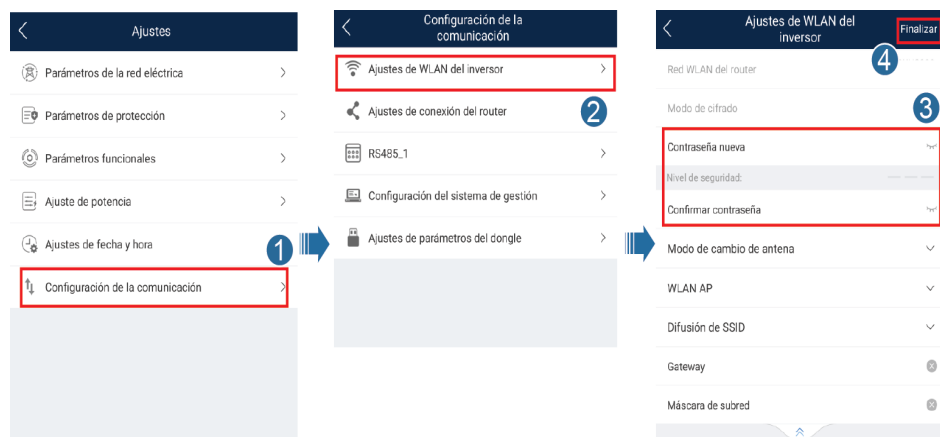 Ajustes
Parámetros de la red eléctrica
Parámetros de protección
Parámetros funcionales
Ajuste de potencia
Ajustes de fecha y hora
1
Configuración de la comunicación
Configuración de la
comunicación
Ajustes de WLAN del inversor
2
Ajustes de conexión del router
RS485_1
Configuración del sistema de gestión
Ajustes de parámetros del dongle
Ajustes de WLAN del
inversor
Finalizar
4
Red WLAN del router
Modo de cifrado
3
Contraseña nueva
Nivel de seguridad:
Confirmar contraseña
Modo de cambio de antena
WLAN AP
Difusión de SSID
Gateway
Máscara de subred